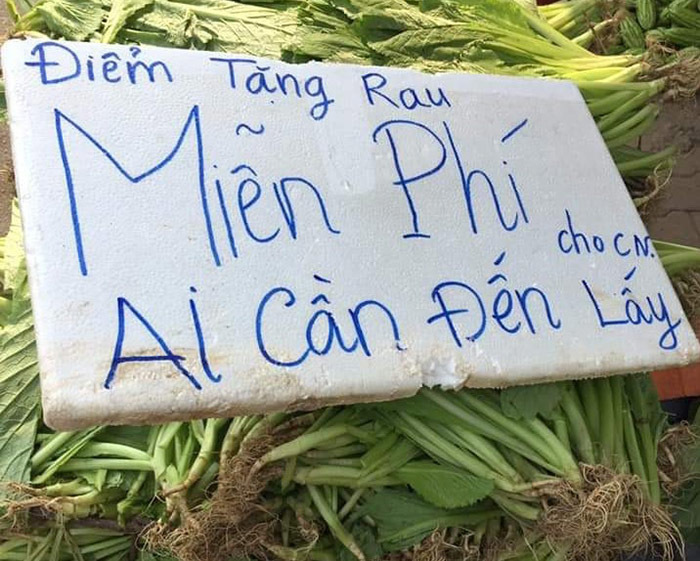 Điểm Tặng Rau
Miễn Phí
cho CN.
Ai Cần Đến Lấy